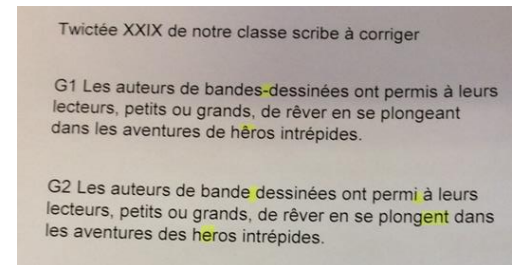 Twictée XXIX de notre classe scribe à corriger
G1 Les auteurs de bandes-dessinées ont permis à leurs
lecteurs, petits ou grands, de rêver en se plongeant
dans les aventures de hêros intrépides.
G2 Les auteurs de bande dessinées ont permi à leurs
lecteurs, petits ou grands, de rêver en se plongent dans
les aventures des heros intrépides.